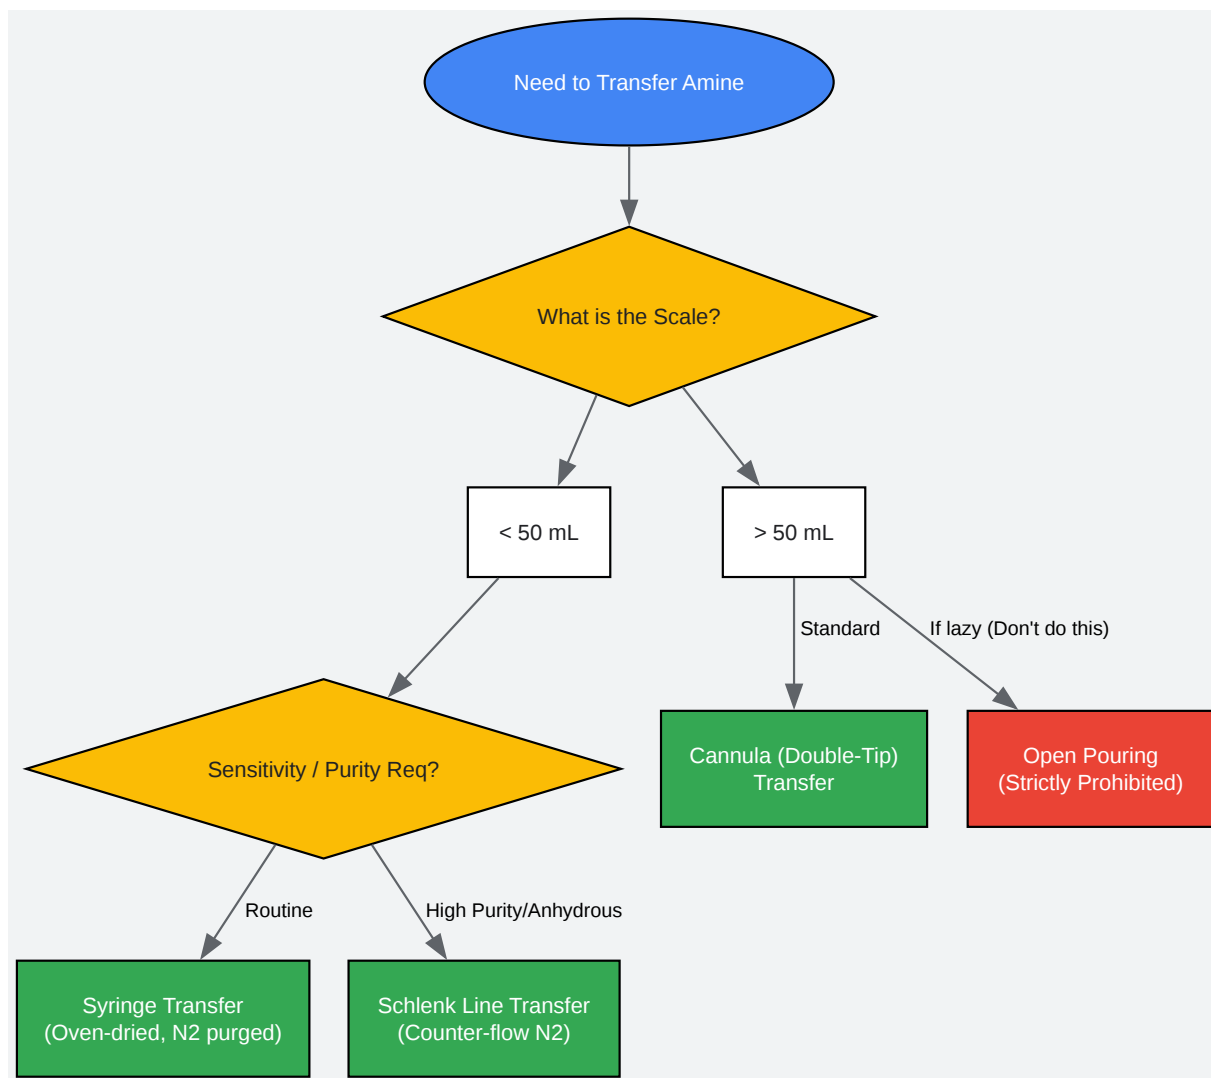 Need to Transfer Amine
What is the Scale?
< 50 mL
> 50 mL
Standard
If lazy (Don't do this)
Cannula (Double-Tip)
Transfer
Open Pouring
(Strictly Prohibited)
Sensitivity / Purity Req?
Routine
High Purity/Anhydrous
Syringe Transfer
(Oven-dried, N2 purged)
Schlenk Line Transfer
(Counter-flow N2)